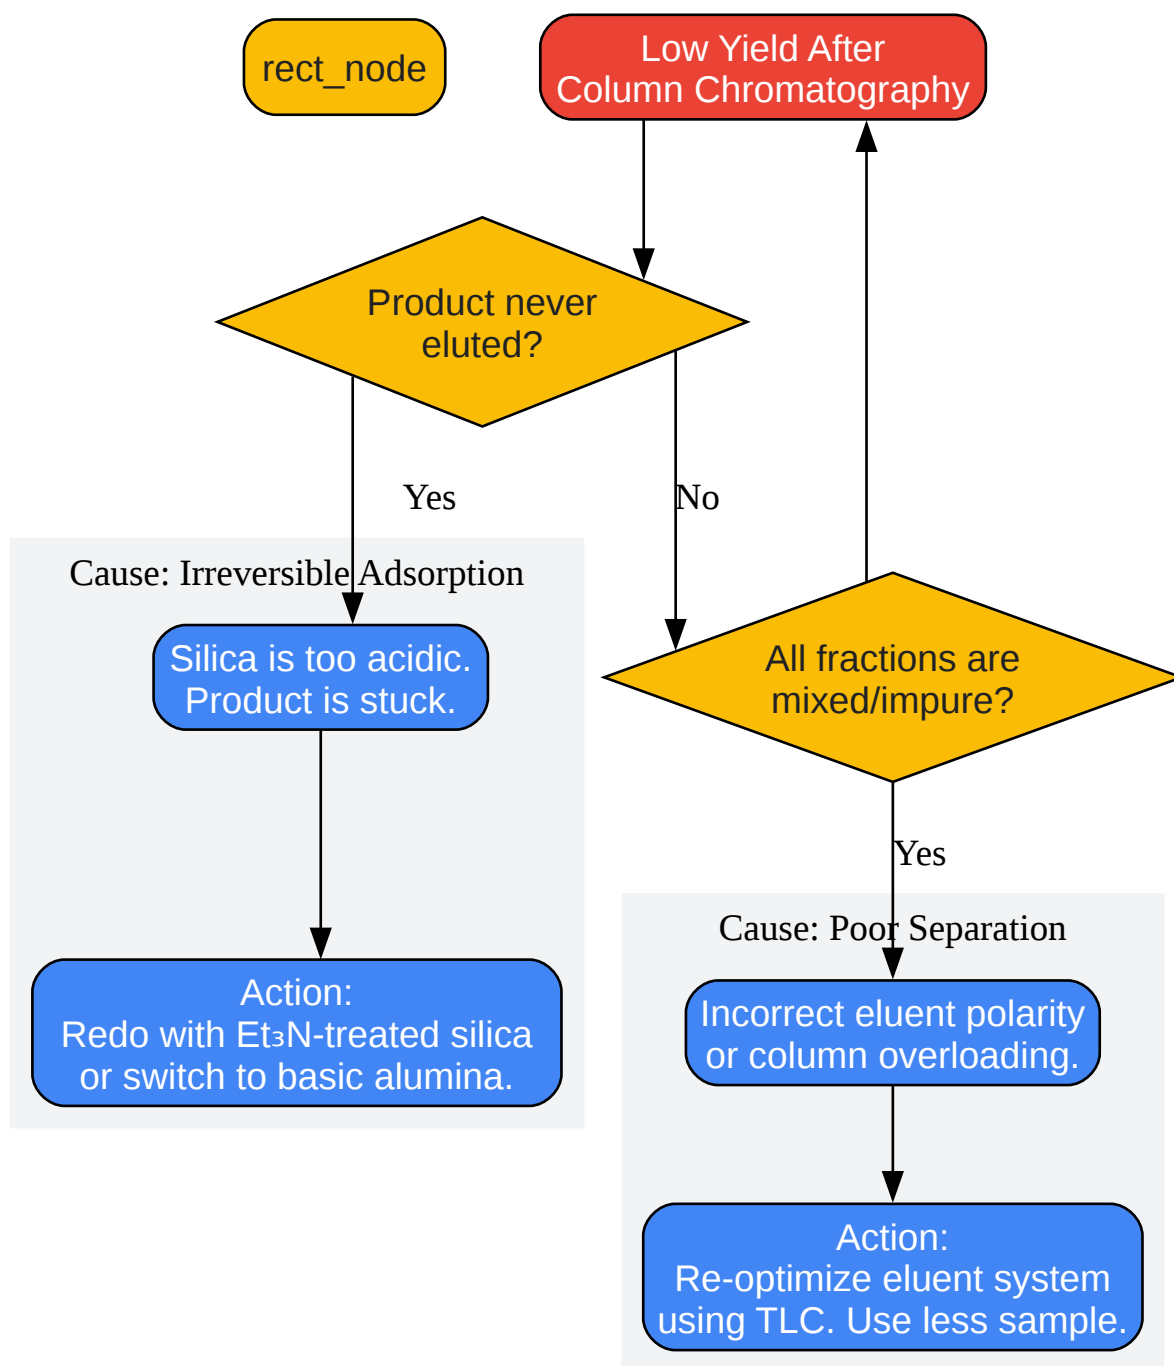 rect_node
Low Yield After
Column Chromatography
Product never
eluted?
Yes
No
Cause: Irreversible Adsorption
Silica is too acidic.
Product is stuck.
All fractions are
mixed/impure?
Yes
Cause: Poor Separation
Action:
Redo with Et₃N-treated silica
or switch to basic alumina.
Incorrect eluent polarity
or column overloading.
Action:
Re-optimize eluent system
using TLC. Use less sample.